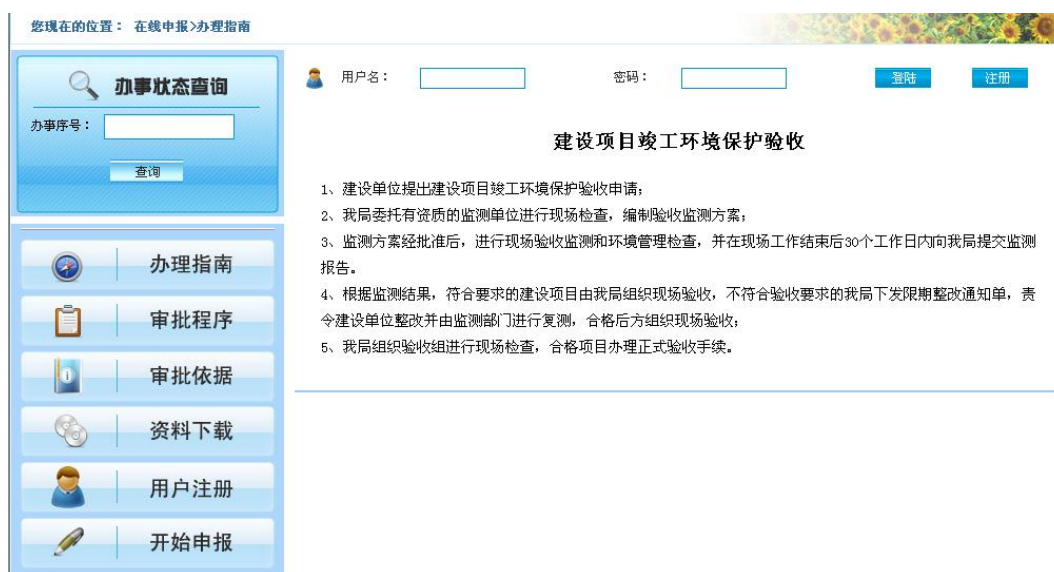 您现在的位置： 在线申报>办理指南
办事状态查询
办事序号：
查询
办理指南
审批程序
审批依据
资料下载
用户注册
开始申报
用户名：
密码：
登陆
注册
建设项目竣工环境保护验收
1、建设单位提出建设项目竣工环境保护验收申请；
2、我局委托有资质的监测单位进行现场检查，编制验收监测方案；
3、监测方案经批准后，进行现场验收监测和环境管理检查，并在现场工作结束后30个工作日内向我局提交监测
报告。
4、根据监测结果，符合要求的建设项目由我局组织现场验收，不符合验收要求的我局下发限期整改通知单，责
令建设单位整改并由监测部门进行复测，合格后方组织现场验收；
5、我局组织验收组进行现场检查，合格项目办理正式验收手续。